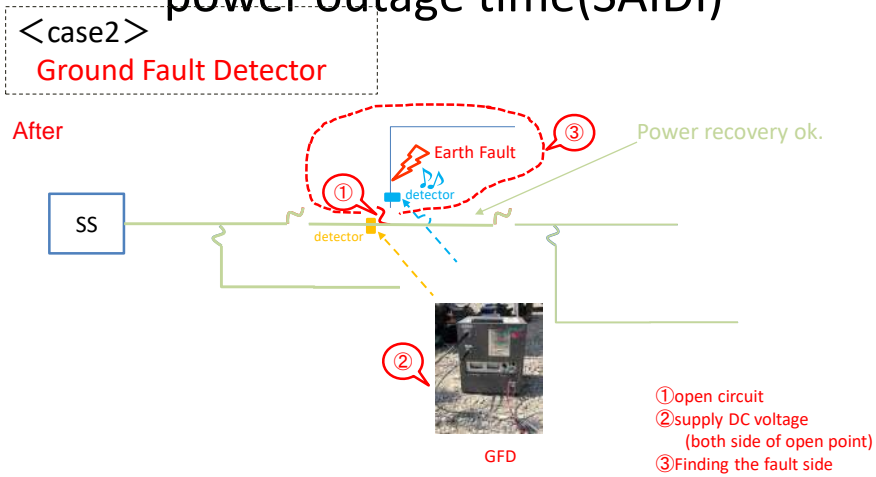 power outage time(SAIDI)
＜case2＞
Ground Fault Detector
After
③
Power recovery ok.
Earth Fault
①
detector
SS
detector
②
①open circuit
②supply DC voltage
(both side of open point)
③Finding the fault side
GFD